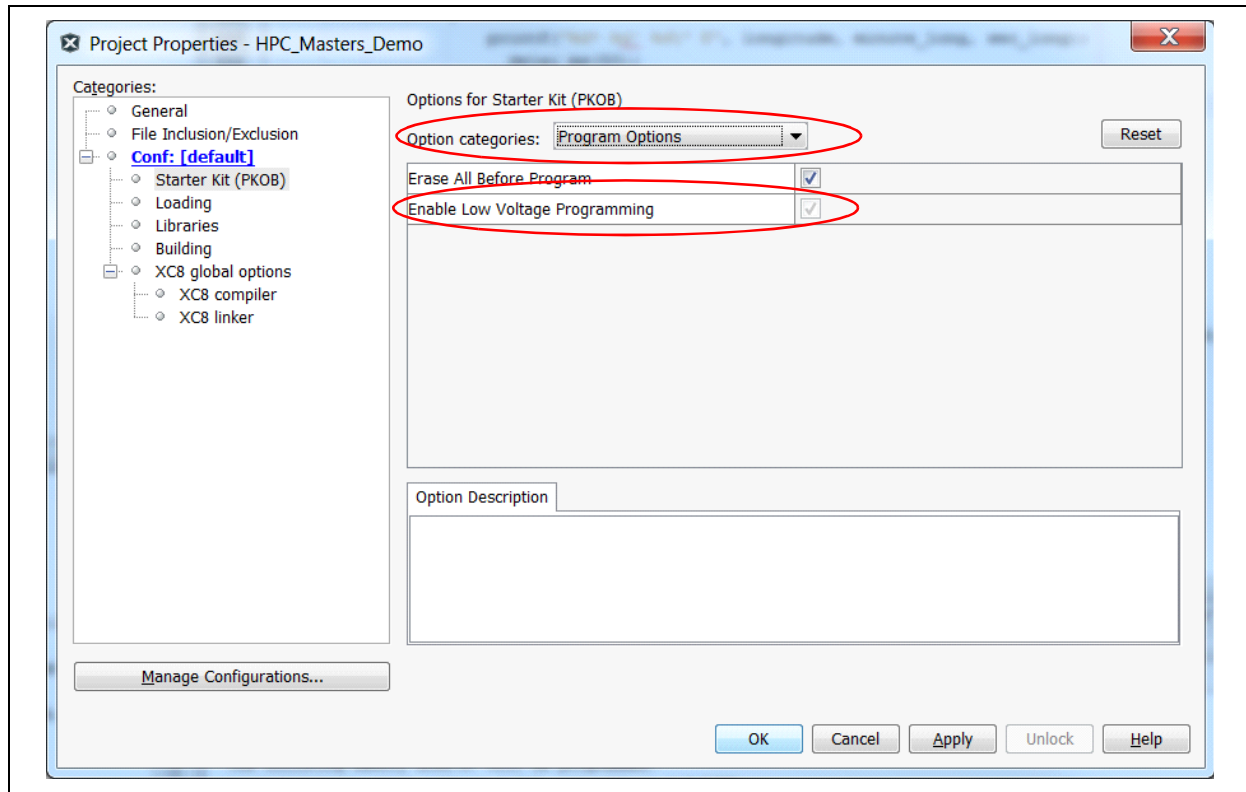 Project Properties - HPC_Masters_Demo
Categories:
General
File Inclusion/Exclusion
Conf: [default]
Starter Kit (PKOB)
Loading
Libraries
Building
XC8 global options
XC8 compiler
XC8 linker
Manage Configurations...
Options for Starter Kit (PKOB)
Option categories: Program Options
Reset
Erase All Before Program
Enable Low Voltage Programming
Option Description
OK Cancel Apply Unlock Help